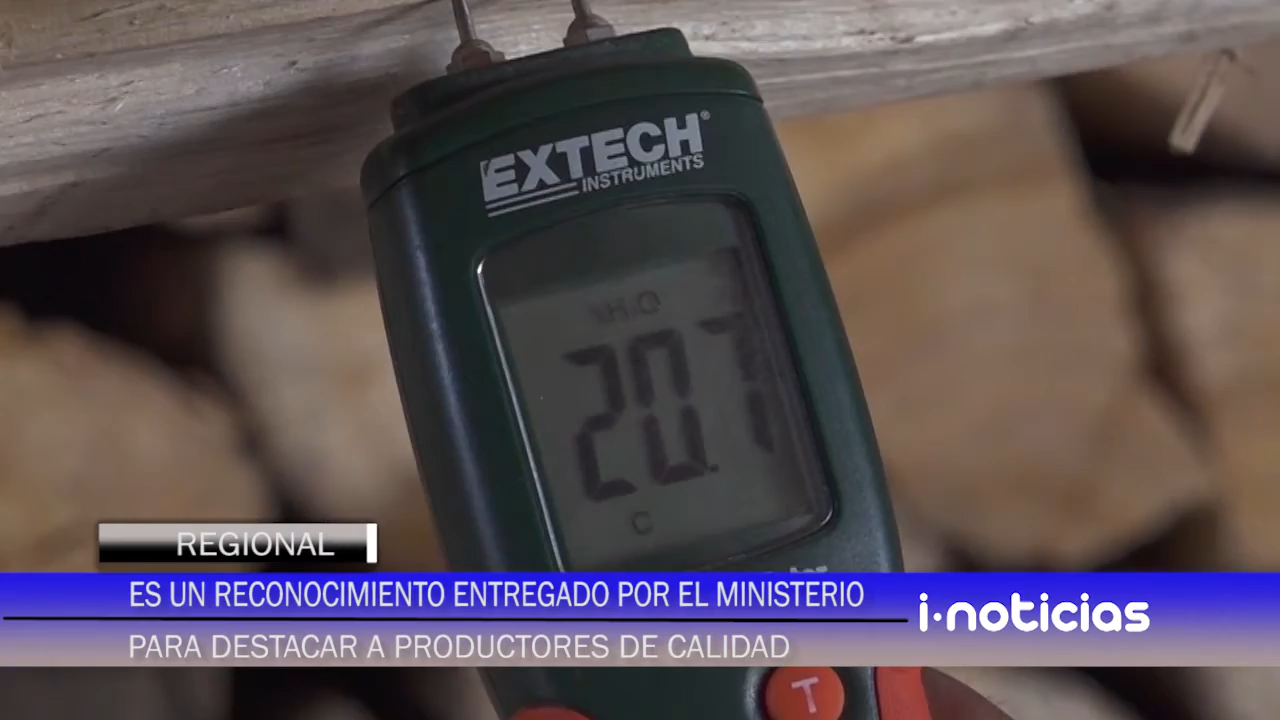 EXTECH®
INSTRUMENTS
%H2O
20.7
C
REGIONAL
ES UN RECONOCIMIENTO ENTREGADO POR EL MINISTERIO
PARA DESTACAR A PRODUCTORES DE CALIDAD
i·noticias
T